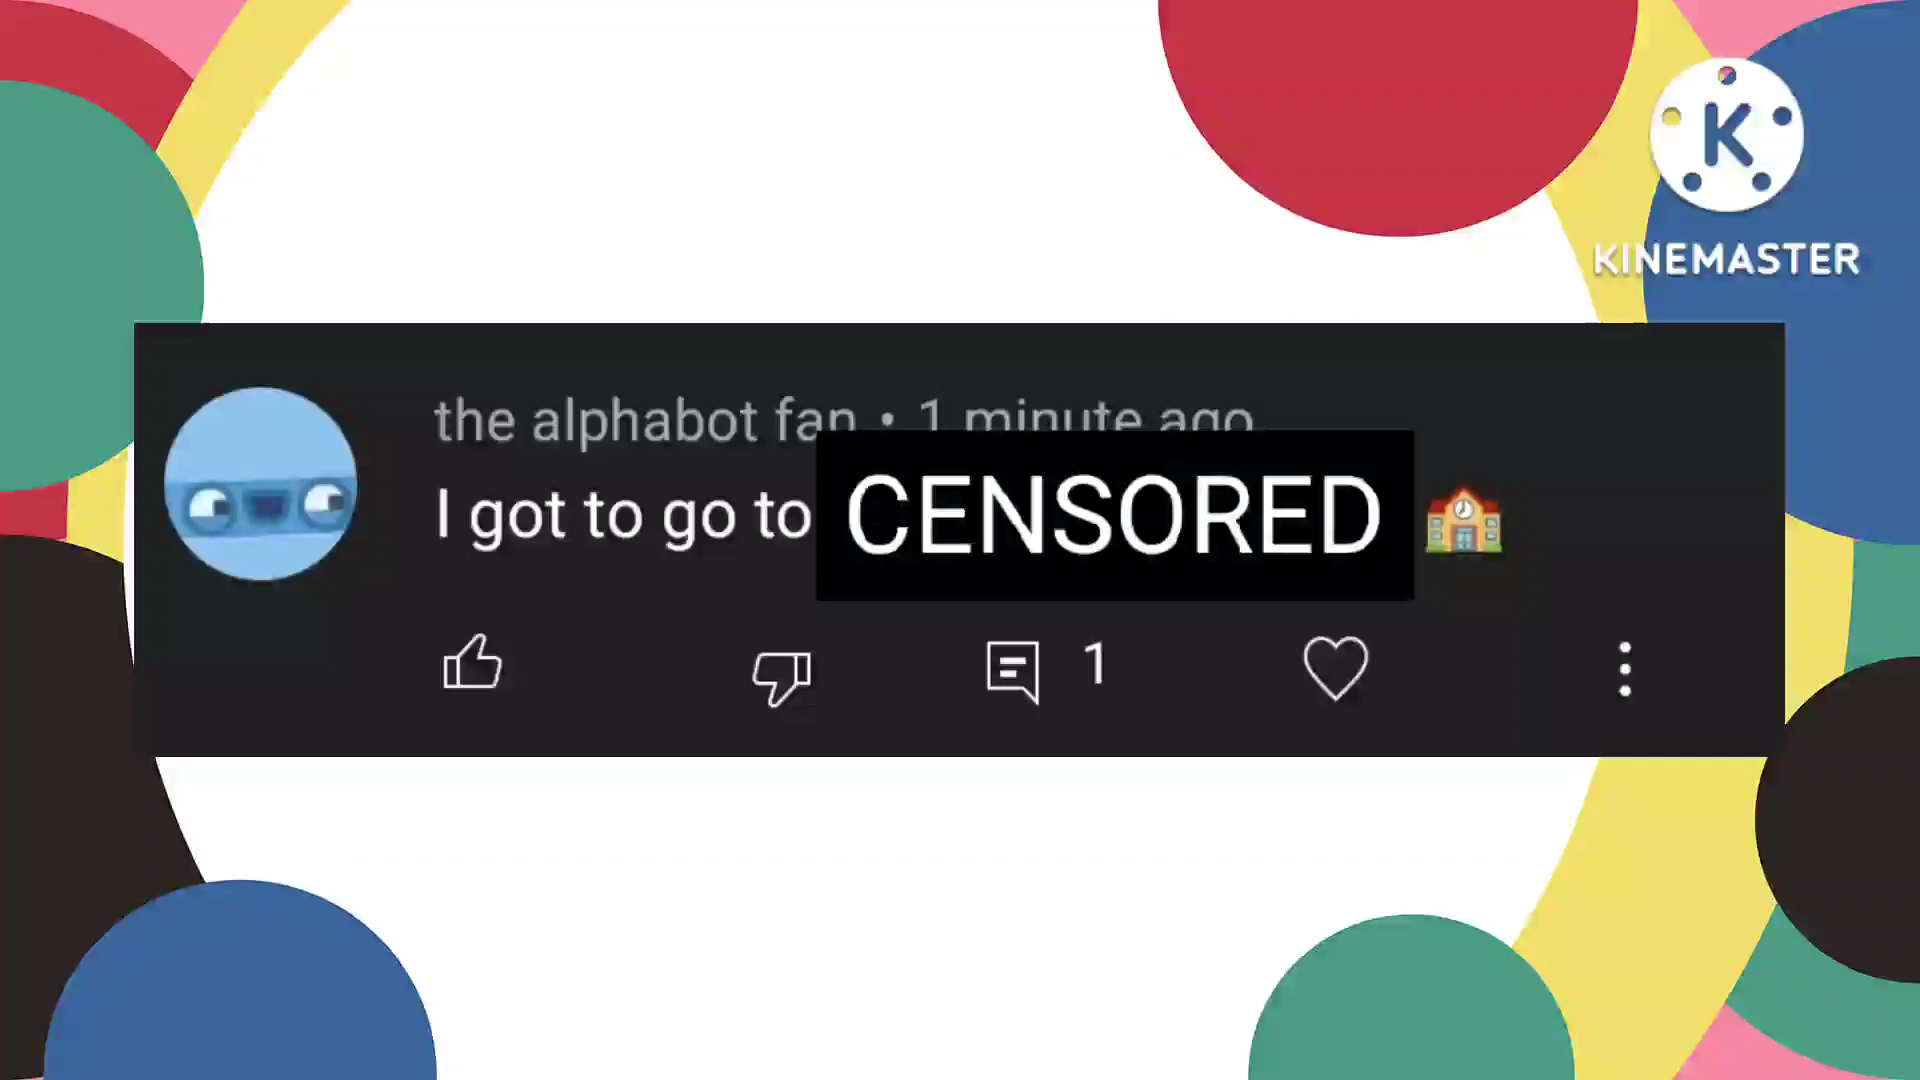 K
KINEMASTER
the alphabot fan • 1 minute ago
I got to go to CENSORED 🏫
1